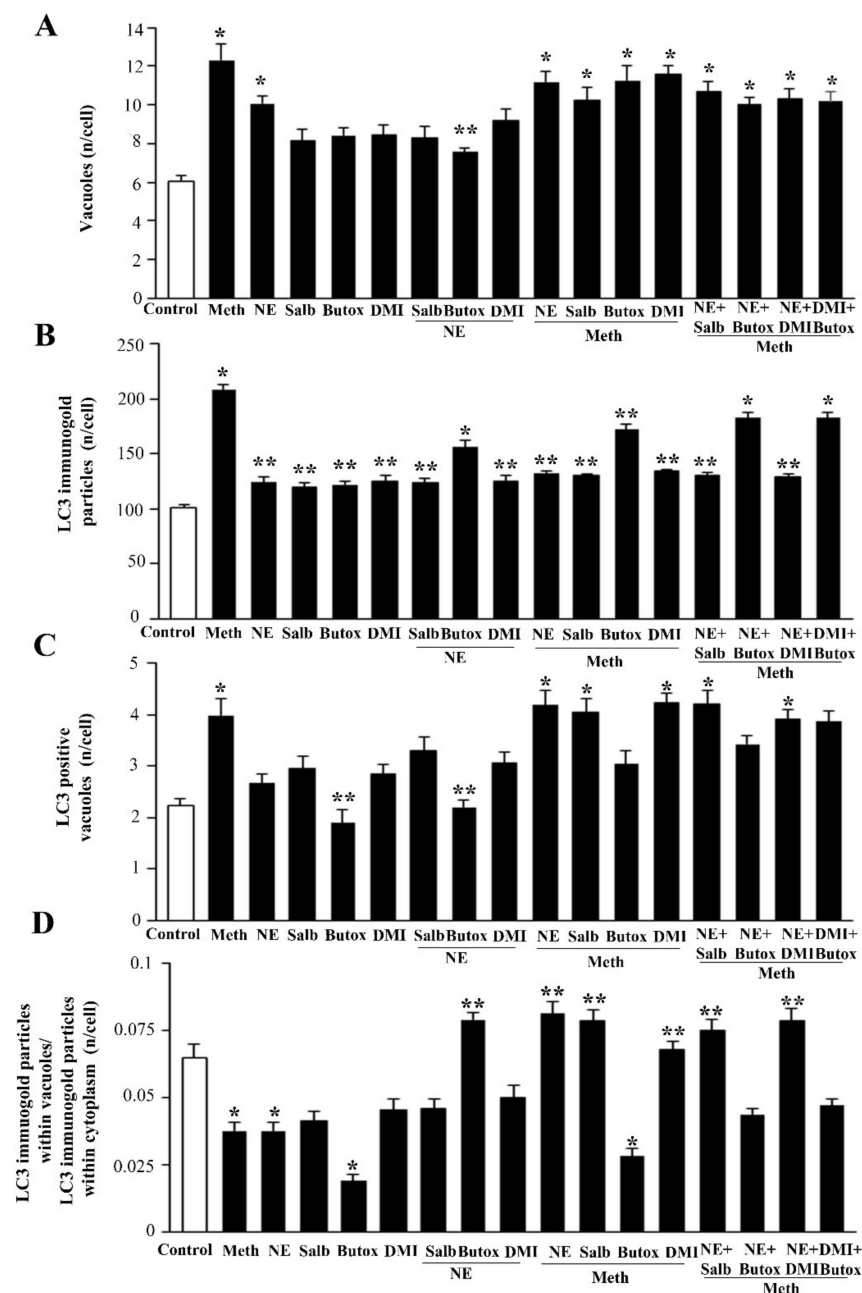 A
Vacuoles (n/cell)
14
12
10
8
6
4
2
0
* * ** * * * * * * * *
Control Meth NE Salb Butox DMI Salb Butox DMI NE Salb Butox DMI NE+ NE+ NE+ DMI+
Salb Butox DMI Butox
NE Meth Meth
B
LC3 immunogold
particles (n/cell)
250
200
150
100
50
0
* ** ** ** ** ** * ** ** ** ** ** ** * ** *
Control Meth NE Salb Butox DMI Salb Butox DMI NE Salb Butox DMI NE+ NE+ NE+ DMI+
Salb Butox DMI Butox
NE Meth Meth
C
LC3 positive
vacuoles (n/cell)
5
4
3
2
1
0
* ** ** * * * * *
Control Meth NE Salb Butox DMI Salb Butox DMI NE Salb Butox DMI NE+ NE+ NE+ DMI+
Salb Butox DMI Butox
NE Meth Meth
D
LC3 immuogold particles
within vacuoles/
LC3 immunogold particles
within cytoplasm (n/cell)
0.1
0.075
0.050
0.025
0
* * * ** ** ** * ** ** **
Control Meth NE Salb Butox DMI Salb Butox DMI NE Salb Butox DMI NE+ NE+ NE+ DMI+
Salb Butox DMI Butox
NE Meth Meth